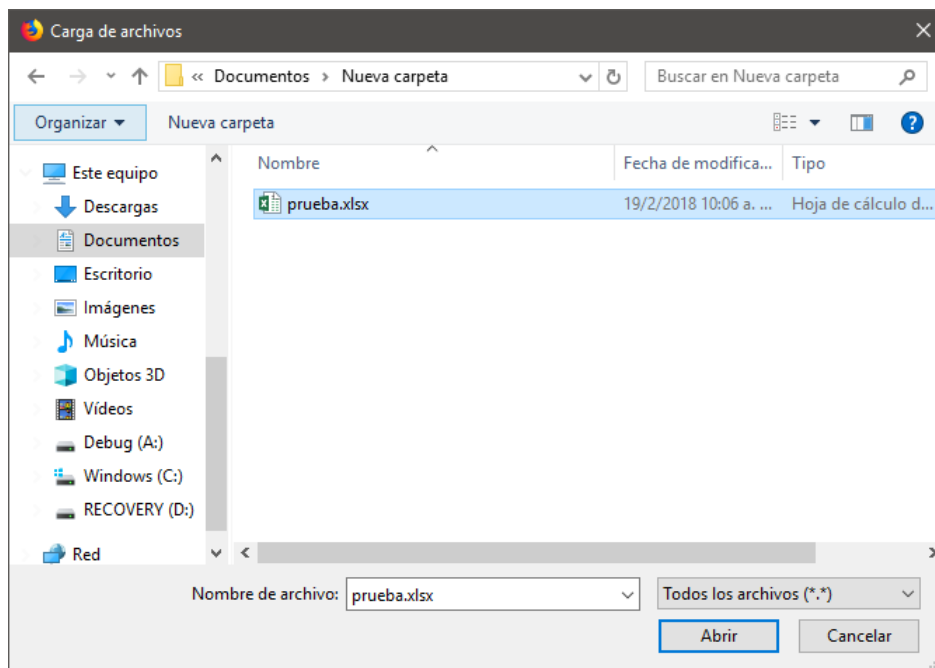 Carga de archivos
« Documentos › Nueva carpeta
Buscar en Nueva carpeta
Organizar
Nueva carpeta
?
Nombre Fecha de modifica... Tipo
prueba.xlsx 19/2/2018 10:06 a. ... Hoja de cálculo d...
Este equipo
Descargas
Documentos
Escritorio
Imágenes
Música
Objetos 3D
Vídeos
Debug (A:)
Windows (C:)
RECOVERY (D:)
Red
Nombre de archivo: prueba.xlsx Todos los archivos (*.*)
Abrir Cancelar